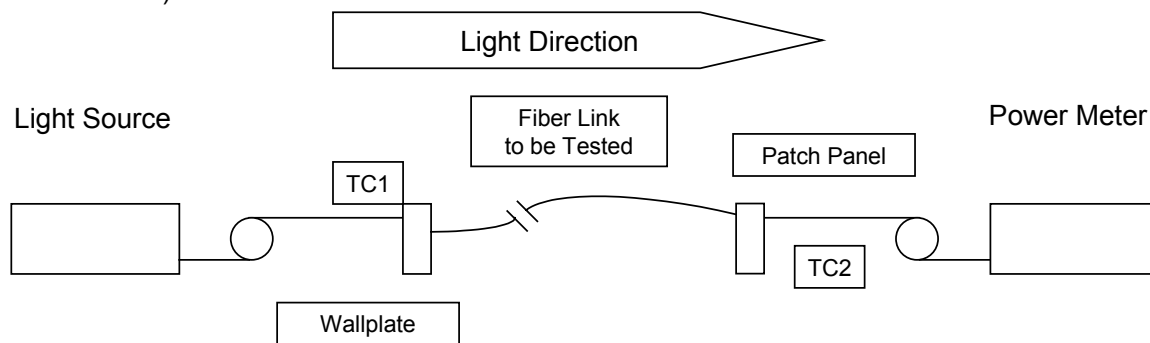 Light Direction
Light Source
Fiber Link
to be Tested
Power Meter
Patch Panel
TC1
TC2
Wallplate